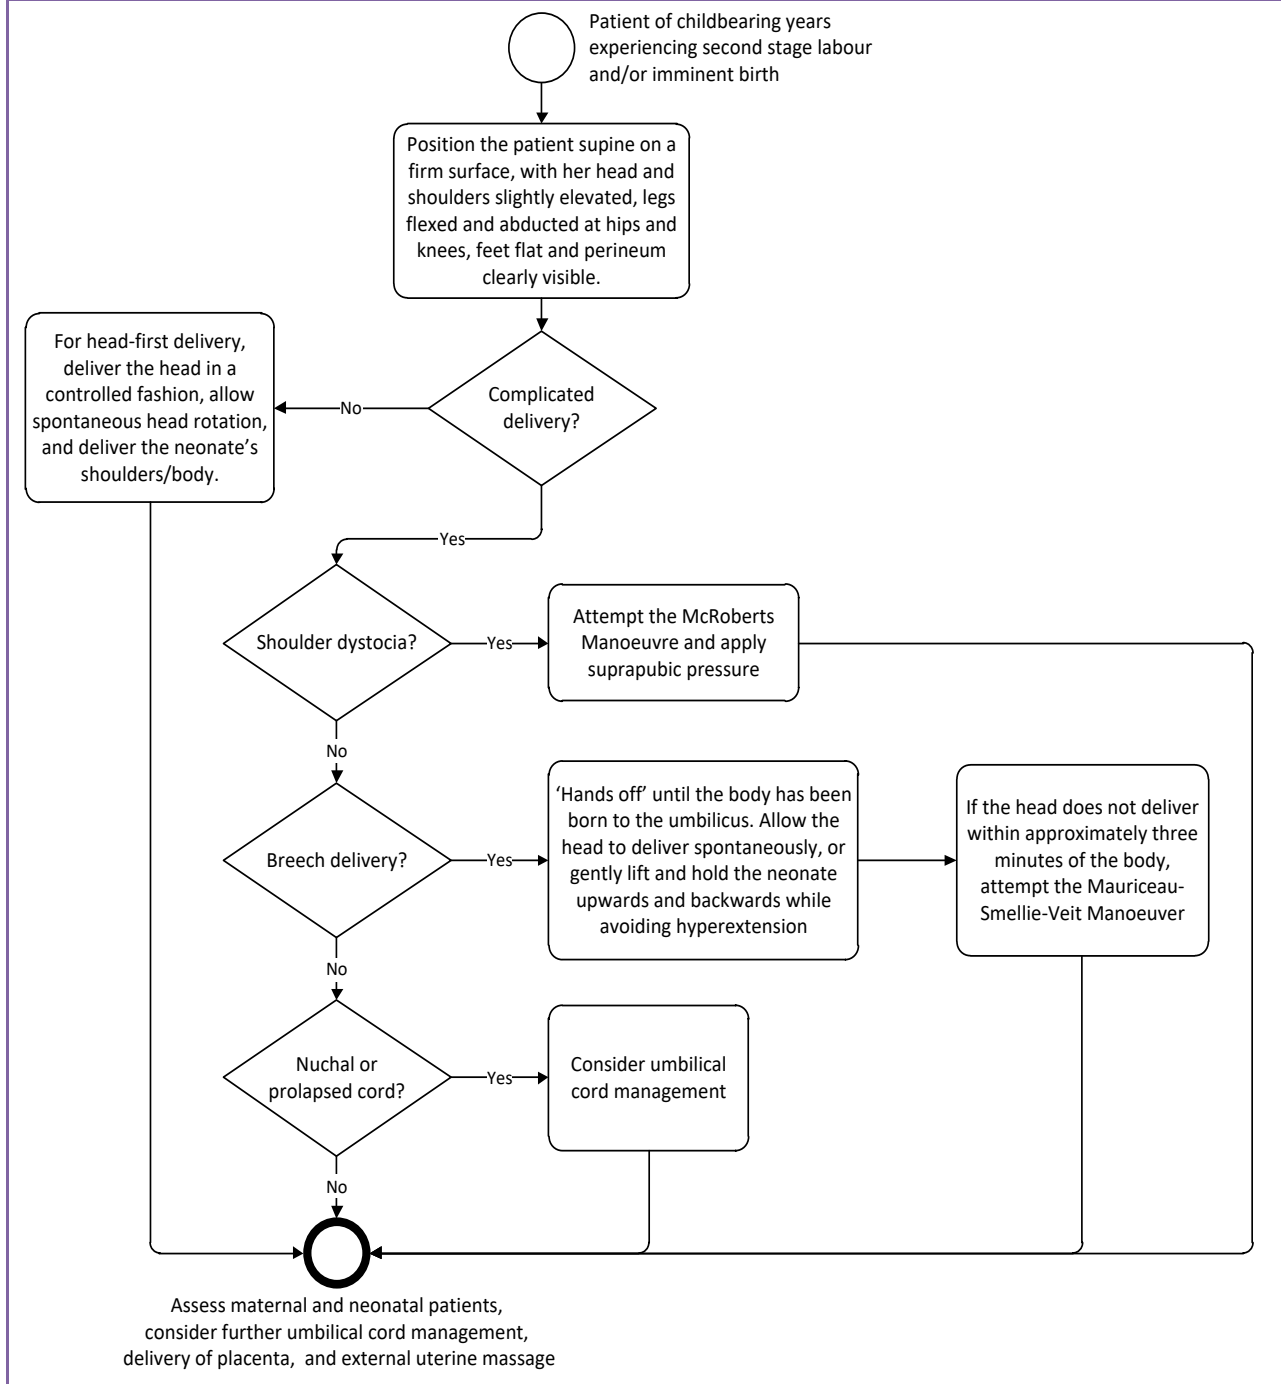 Patient of childbearing years
experiencing second stage labour
and/or imminent birth
Position the patient supine on a
firm surface, with her head and
shoulders slightly elevated, legs
flexed and abducted at hips and
knees, feet flat and perineum
clearly visible.
Complicated
delivery?
No
For head-first delivery,
deliver the head in a
controlled fashion, allow
spontaneous head rotation,
and deliver the neonate’s
shoulders/body.
Yes
Shoulder dystocia?
Yes
Attempt the McRoberts
Manoeuvre and apply
suprapubic pressure
No
Breech delivery?
Yes
‘Hands off’ until the body has been
born to the umbilicus. Allow the
head to deliver spontaneously, or
gently lift and hold the neonate
upwards and backwards while
avoiding hyperextension
If the head does not deliver
within approximately three
minutes of the body,
attempt the Mauriceau-
Smellie-Veit Manoeuver
No
Nuchal or
prolapsed cord?
Yes
Consider umbilical
cord management
No
Assess maternal and neonatal patients,
consider further umbilical cord management,
delivery of placenta,  and external uterine massage